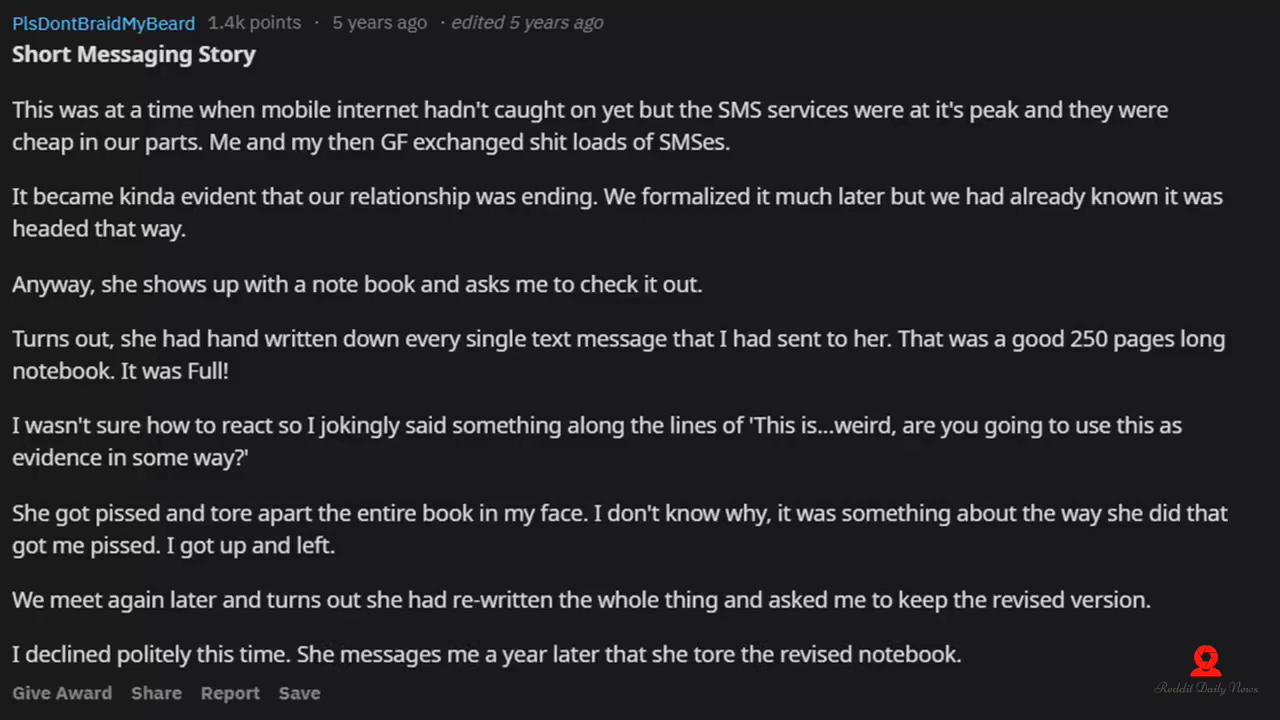 PlsDontBraidMyBeard 1.4k points · 5 years ago · edited 5 years ago
Short Messaging Story
This was at a time when mobile internet hadn't caught on yet but the SMS services were at it's peak and they were
cheap in our parts. Me and my then GF exchanged shit loads of SMSes.
It became kinda evident that our relationship was ending. We formalized it much later but we had already known it was
headed that way.
Anyway, she shows up with a note book and asks me to check it out.
Turns out, she had hand written down every single text message that I had sent to her. That was a good 250 pages long
notebook. It was Full!
I wasn't sure how to react so I jokingly said something along the lines of 'This is...weird, are you going to use this as
evidence in some way?'
She got pissed and tore apart the entire book in my face. I don't know why, it was something about the way she did that
got me pissed. I got up and left.
We meet again later and turns out she had re-written the whole thing and asked me to keep the revised version.
I declined politely this time. She messages me a year later that she tore the revised notebook.
Give Award Share Report Save
Reddit Daily News